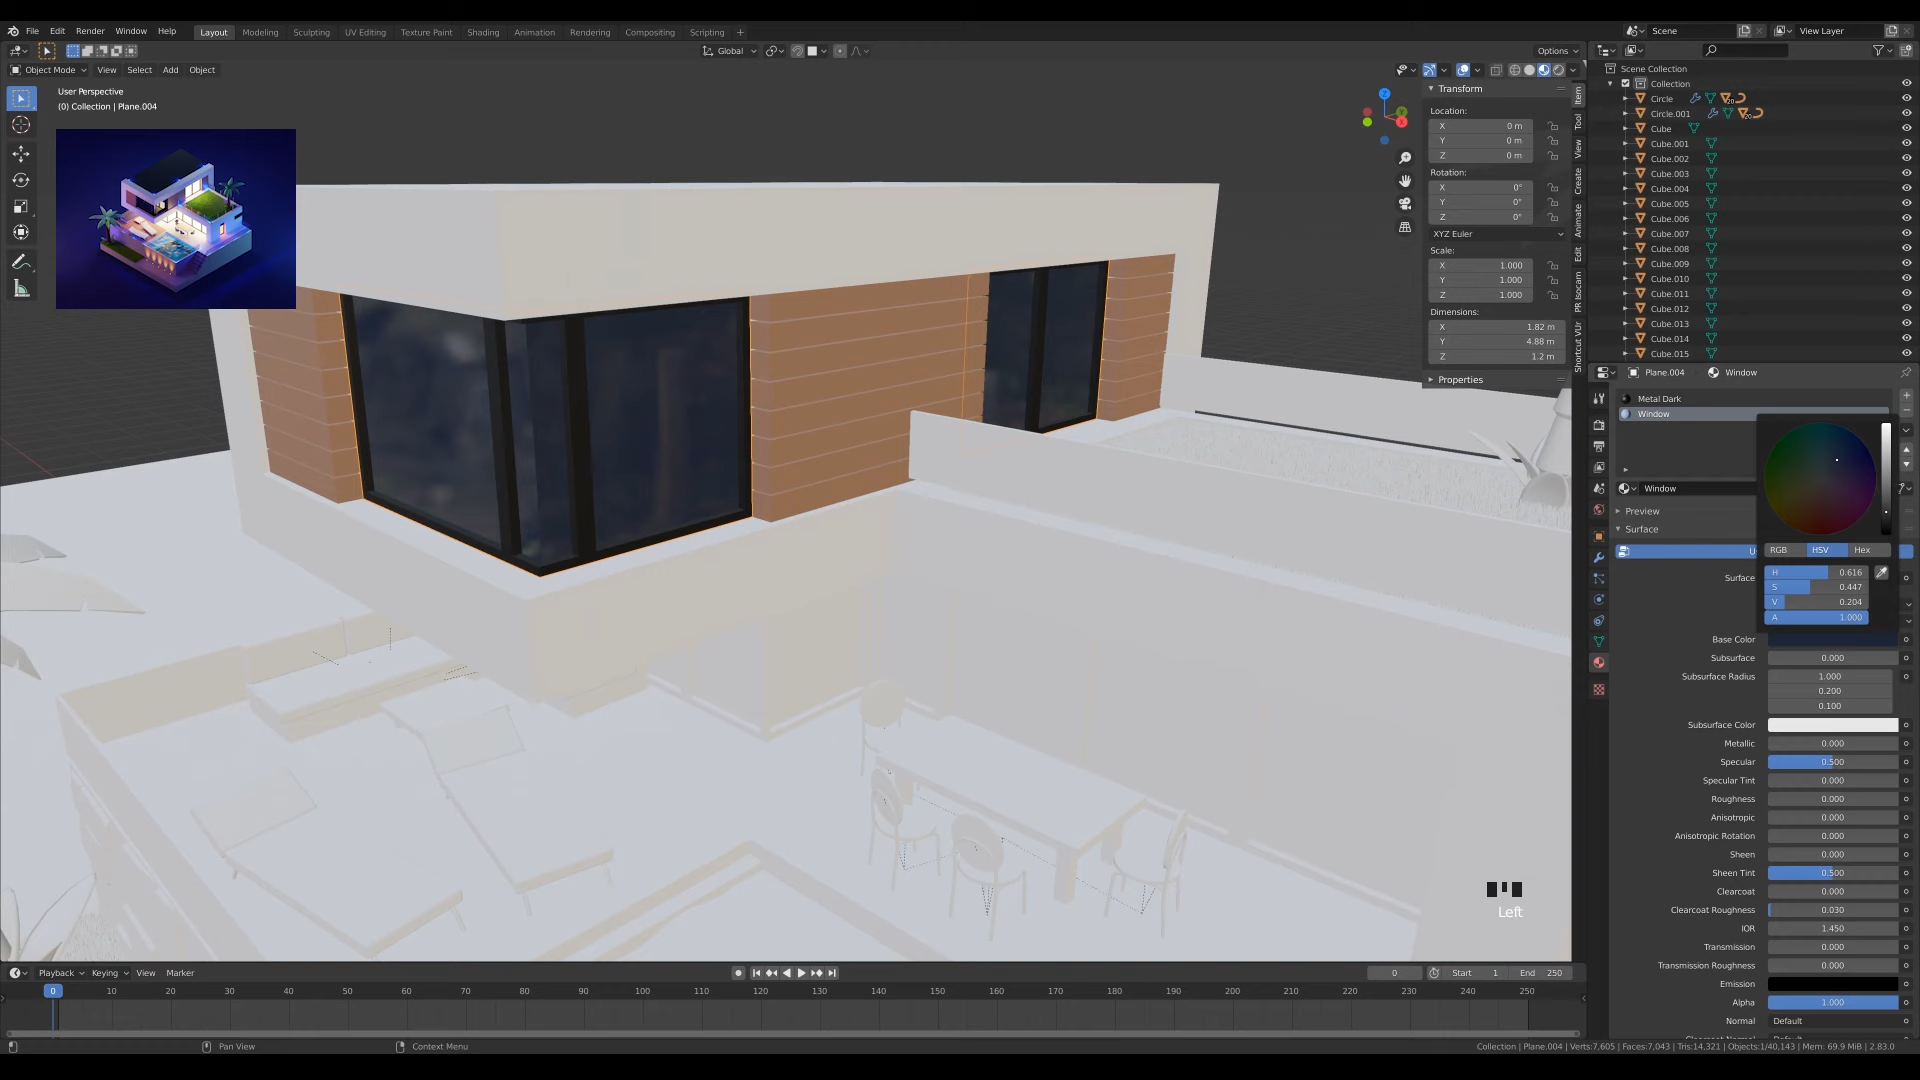 File Edit Render Window Help Layout Modeling Sculpting UV Editing Texture Paint Shading Animation Rendering Compositing Scripting + Scene View Layer
Global Options
Object Mode View Select Add Object
User Perspective
(0) Collection | Plane.004
Transform
Location:
X 0 m
Y 0 m
Z 0 m
Rotation:
X 0°
Y 0°
Z 0°
XYZ Euler
Scale:
X 1.000
Y 1.000
Z 1.000
Dimensions:
X 1.82 m
Y 4.88 m
Z 1.2 m
Properties
Item
Tool
View
Create
Animate
Edit
PR Isocam
Shortcut VUr
Z
Y
X
Scene Collection
Collection
Circle 20
Circle.001 20
Cube
Cube.001
Cube.002
Cube.003
Cube.004
Cube.005
Cube.006
Cube.007
Cube.008
Cube.009
Cube.010
Cube.011
Cube.012
Cube.013
Cube.014
Cube.015
Plane.004 Window
Metal Dark
Window
Window
Preview
Surface
U
Surface
RGB HSV Hex
H 0.616
S 0.447
V 0.204
A 1.000
Base Color
Subsurface 0.000
Subsurface Radius 1.000
0.200
0.100
Subsurface Color
Metallic 0.000
Specular 0.500
Specular Tint 0.000
Roughness 0.000
Anisotropic 0.000
Anisotropic Rotation 0.000
Sheen 0.000
Sheen Tint 0.500
Clearcoat 0.000
Clearcoat Roughness 0.030
IOR 1.450
Transmission 0.000
Transmission Roughness 0.000
Emission
Alpha 1.000
Normal Default
Left
Playback Keying View Marker 0 Start 1 End 250
0 10 20 30 40 50 60 70 80 90 100 110 120 130 140 150 160 170 180 190 200 210 220 230 240 250
Pan View Context Menu
Collection | Plane.004 | Verts:7,605 | Faces:7,043 | Tris:14,321 | Objects:1/40,143 | Mem: 69.9 MiB | 2.83.0